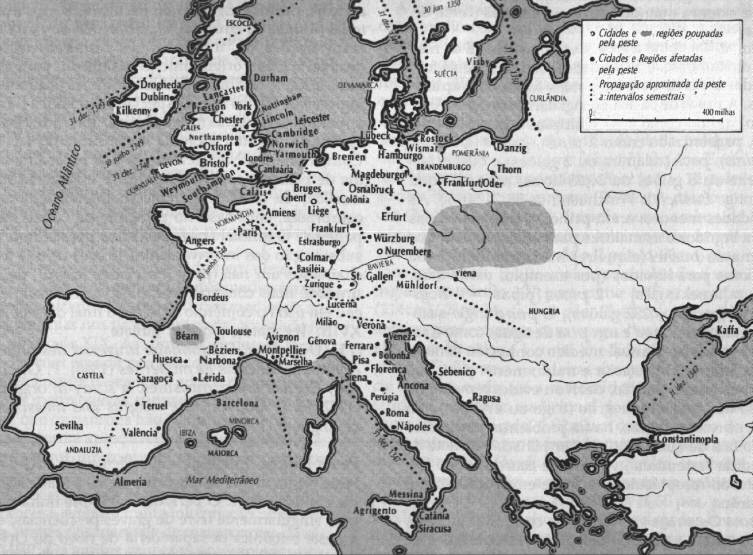 Cidades e regiões poupadas
pela peste
Cidades e Regiões afetadas
pela peste
Propagação aproximada da peste
a intervalos semestrais
0 400 milhas
ESCÓCIA
31 dez. 1350
30 jun 1350
SUÉCIA
Visby
DINAMARCA
CURLÂNDIA
Durham
Drogheda
Dublin
Kilkenny
Lancaster
Preston
York
Nottingham
Lincoln
Chester
Leicester
GALES
Northampton
Cambridge
Norwich
Oxford
Yarmouth
Londres
Bristol
Cantuária
DEVON
CORNUALHA
Weymouth
Southampton
Calais
31 dez. 1349
30 junho 1349
31 dez. 1348
Oceano Atlântico
Lübeck
Rostock
Wismar
Hamburgo
Bremen
POMERÂNIA
Danzig
Thorn
BRANDEMBURGO
Magdeburgo
Frankfurt/Oder
Osnabruck
Bruges
Ghent
Colônia
Liège
Erfurt
NORMANDIA
Amiens
Paris
Frankfurt
Würzburg
Nuremberg
Estrasburgo
Angers
Colmar
Basiléia
BAVIERA
St. Gallen
Viena
Zurique
Mühldorf
Lucerna
HUNGRIA
Bordéus
Milão
Verona
Veneza
Béarn
Toulouse
Avignon
Génova
Ferrara
Bolonha
Béziers
Montpellier
Pisa
Huesca
Narbona
Marselha
Florença
Sebenico
CASTELA
Saragoça
Lérida
Siena
Ancona
Perúgia
Ragusa
Barcelona
Teruel
Roma
Sevilha
Valência
IBIZA
MINORCA
MAIORCA
Nápoles
31 dez. 1347
ANDALUZIA
Almeria
Mar Mediterrâneo
Messina
Agrigento
Catânia
Siracusa
Kaffa
31 dez. 1347
Constantinopla